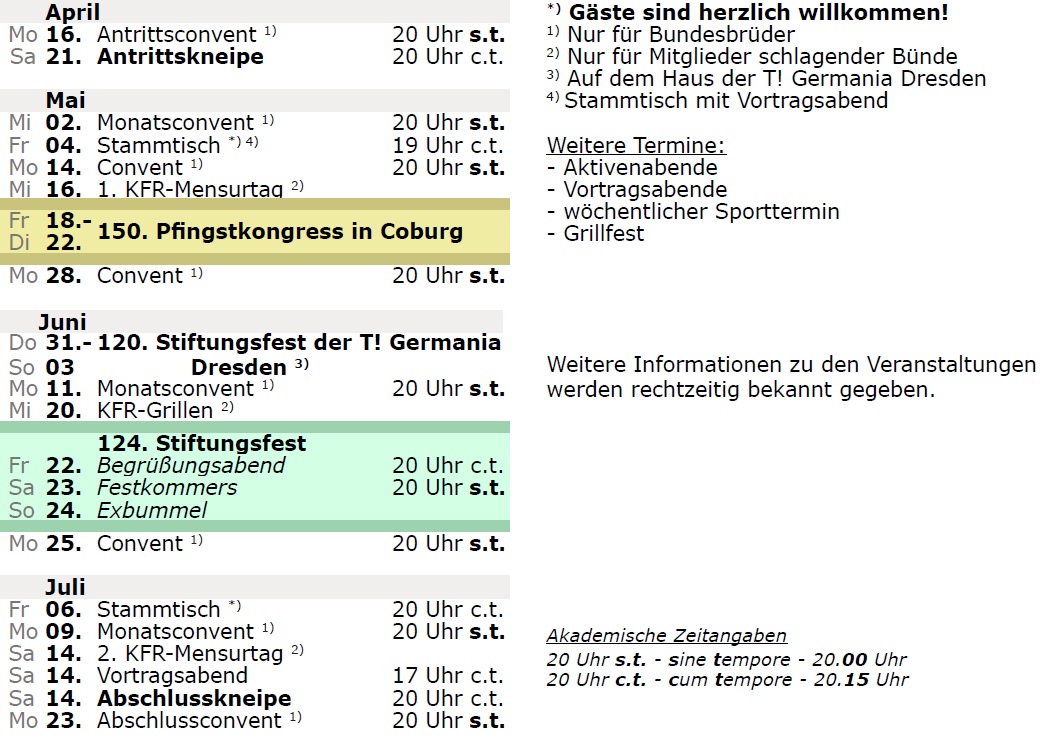 April
Mo 16. Antrittsconvent ¹⁾ 20 Uhr s.t.
Sa 21. Antrittskneipe 20 Uhr c.t.
Mai
Mi 02. Monatsconvent ¹⁾ 20 Uhr s.t.
Fr 04. Stammtisch *) ⁴⁾ 19 Uhr c.t.
Mo 14. Convent ¹⁾ 20 Uhr s.t.
Mi 16. 1. KFR-Mensurtag ²⁾
Fr 18.-
150. Pfingstkongress in Coburg
Di 22.
Mo 28. Convent ¹⁾ 20 Uhr s.t.
Juni
Do 31.- 120. Stiftungsfest der T! Germania
So 03 Dresden ³⁾
Mo 11. Monatsconvent ¹⁾ 20 Uhr s.t.
Mi 20. KFR-Grillen ²⁾
124. Stiftungsfest
Fr 22. Begrüßungsabend 20 Uhr c.t.
Sa 23. Festkommers 20 Uhr s.t.
So 24. Exbummel
Mo 25. Convent ¹⁾ 20 Uhr s.t.
Juli
Fr 06. Stammtisch *) 20 Uhr c.t.
Mo 09. Monatsconvent ¹⁾ 20 Uhr s.t.
Sa 14. 2. KFR-Mensurtag ²⁾
Sa 14. Vortragsabend 17 Uhr c.t.
Sa 14. Abschlusskneipe 20 Uhr c.t.
Mo 23. Abschlussconvent ¹⁾ 20 Uhr s.t.
*) Gäste sind herzlich willkommen!
¹⁾ Nur für Bundesbrüder
²⁾ Nur für Mitglieder schlagender Bünde
³⁾ Auf dem Haus der T! Germania Dresden
⁴⁾ Stammtisch mit Vortragsabend
Weitere Termine:
- Aktivenabende
- Vortragsabende
- wöchentlicher Sporttermin
- Grillfest
Weitere Informationen zu den Veranstaltungen
werden rechtzeitig bekannt gegeben.
Akademische Zeitangaben
20 Uhr s.t. - sine tempore - 20.00 Uhr
20 Uhr c.t. - cum tempore - 20.15 Uhr